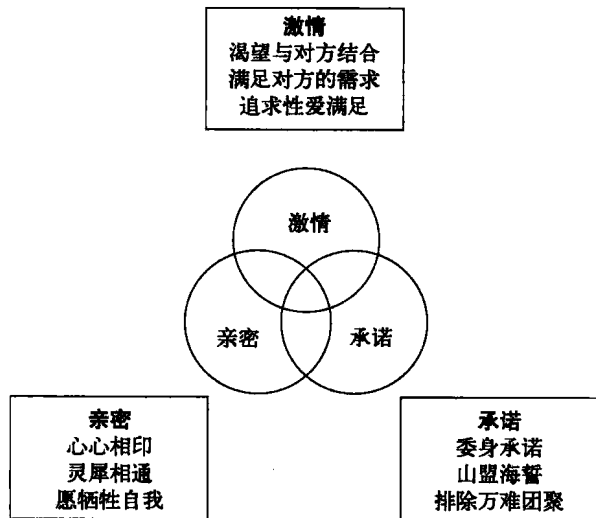 激情
渴望与对方结合
满足对方的需求
追求性爱满足
激情
亲密
承诺
亲密
心心相印
灵犀相通
愿牺牲自我
承诺
委身承诺
山盟海誓
排除万难团聚